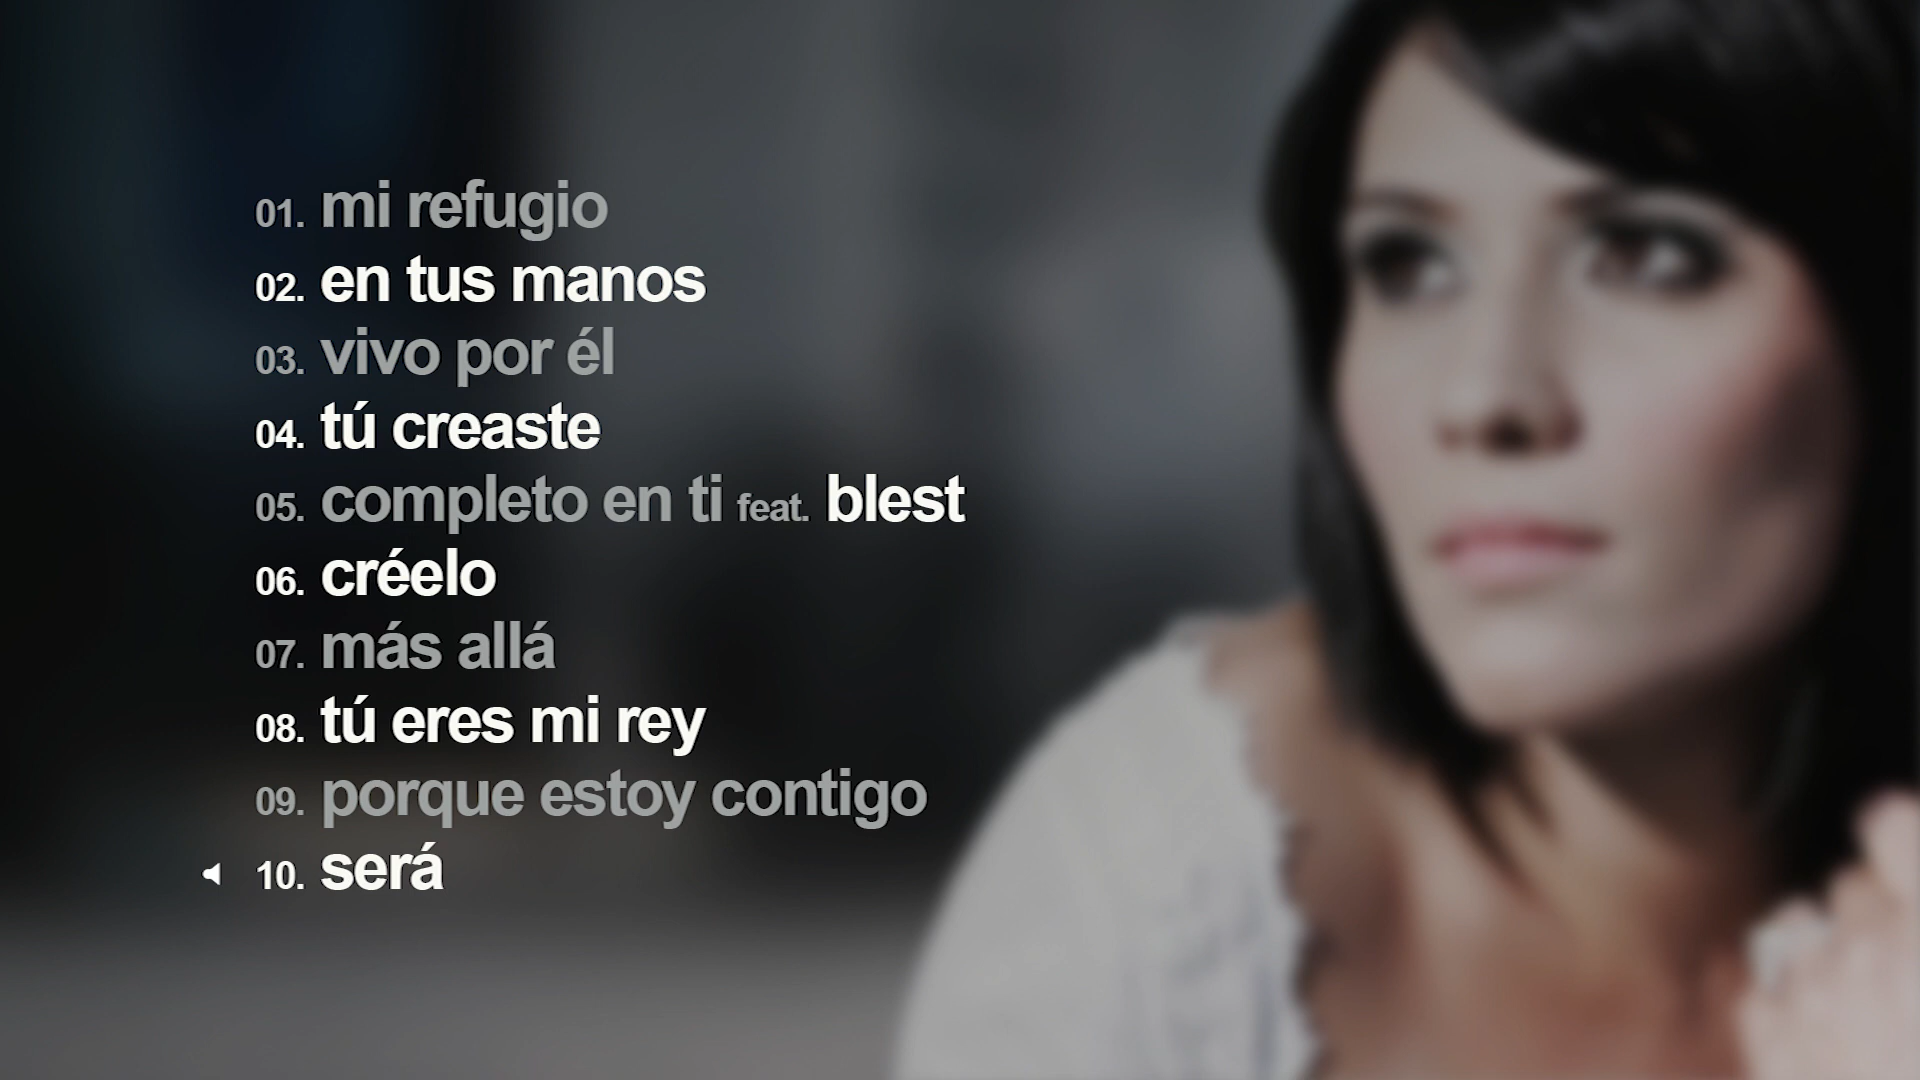 01. mi refugio
02. en tus manos
03. vivo por él
04. tú creaste
05. completo en ti feat. blest
06. créelo
07. más allá
08. tú eres mi rey
09. porque estoy contigo
10. será